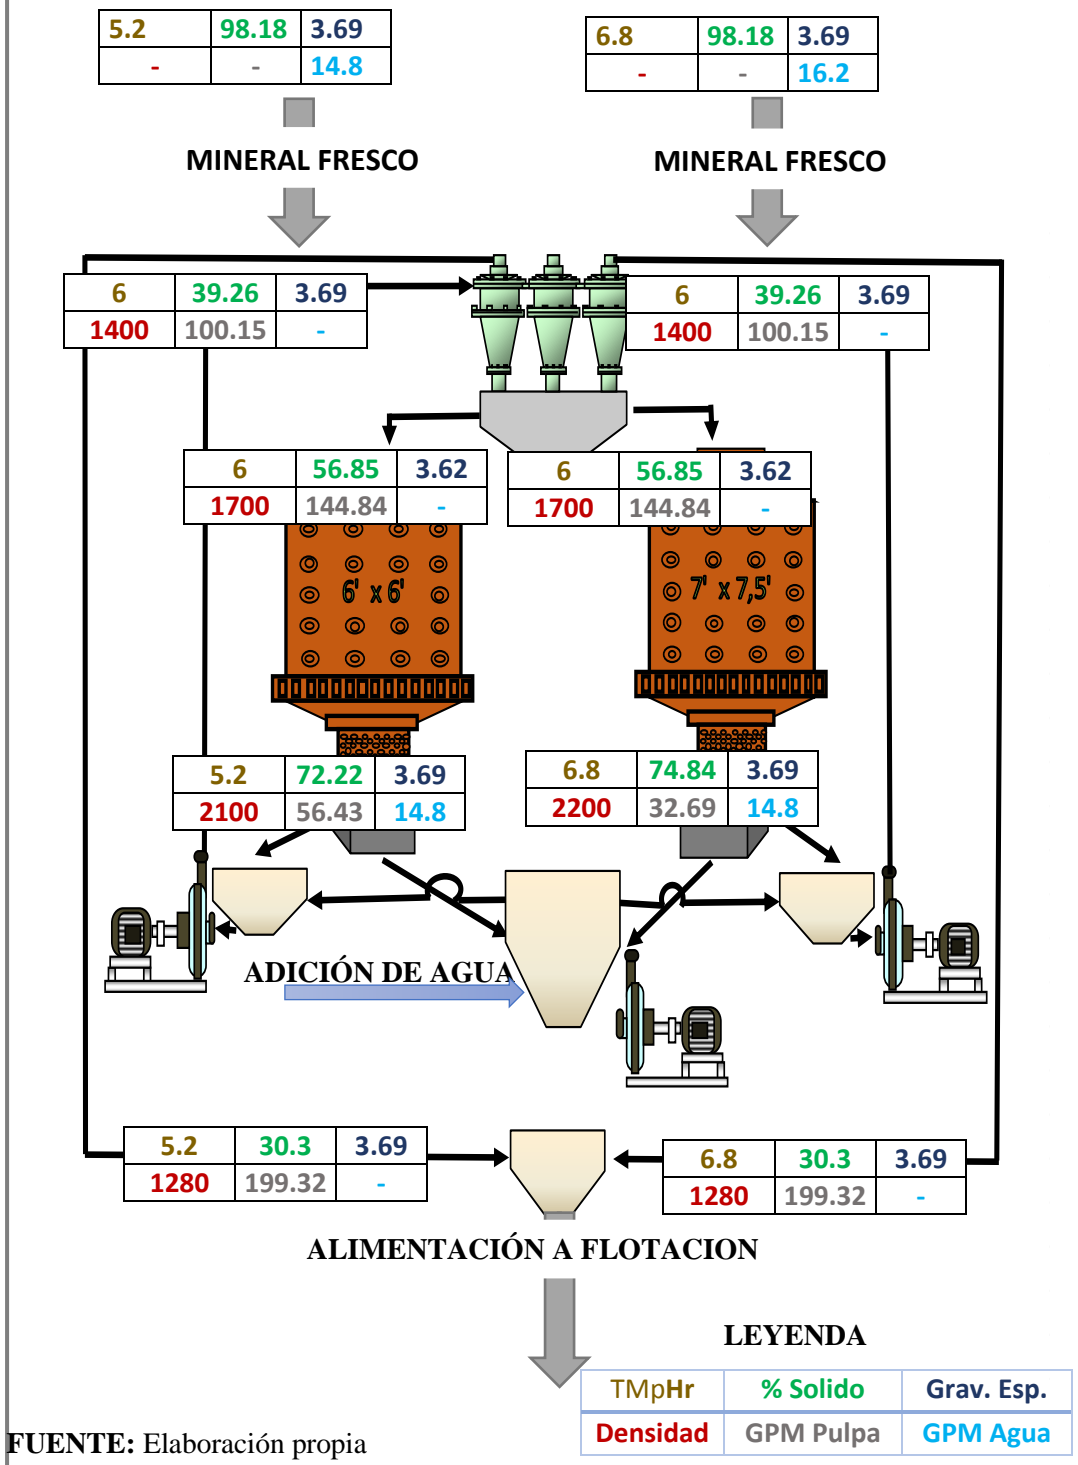 5.2 98.18 3.69
- - 14.8
6.8 98.18 3.69
- - 16.2
MINERAL FRESCO
MINERAL FRESCO
6 39.26 3.69
1400 100.15 -
6 39.26 3.69
1400 100.15 -
6 56.85 3.62
1700 144.84 -
6 56.85 3.62
1700 144.84 -
6' x 6'
7' x 7,5'
5.2 72.22 3.69
2100 56.43 14.8
6.8 74.84 3.69
2200 32.69 14.8
ADICIÓN DE AGUA
5.2 30.3 3.69
1280 199.32 -
6.8 30.3 3.69
1280 199.32 -
ALIMENTACIÓN A FLOTACION
LEYENDA
TMpHr % Solido Grav. Esp.
Densidad GPM Pulpa GPM Agua
FUENTE: Elaboración propia